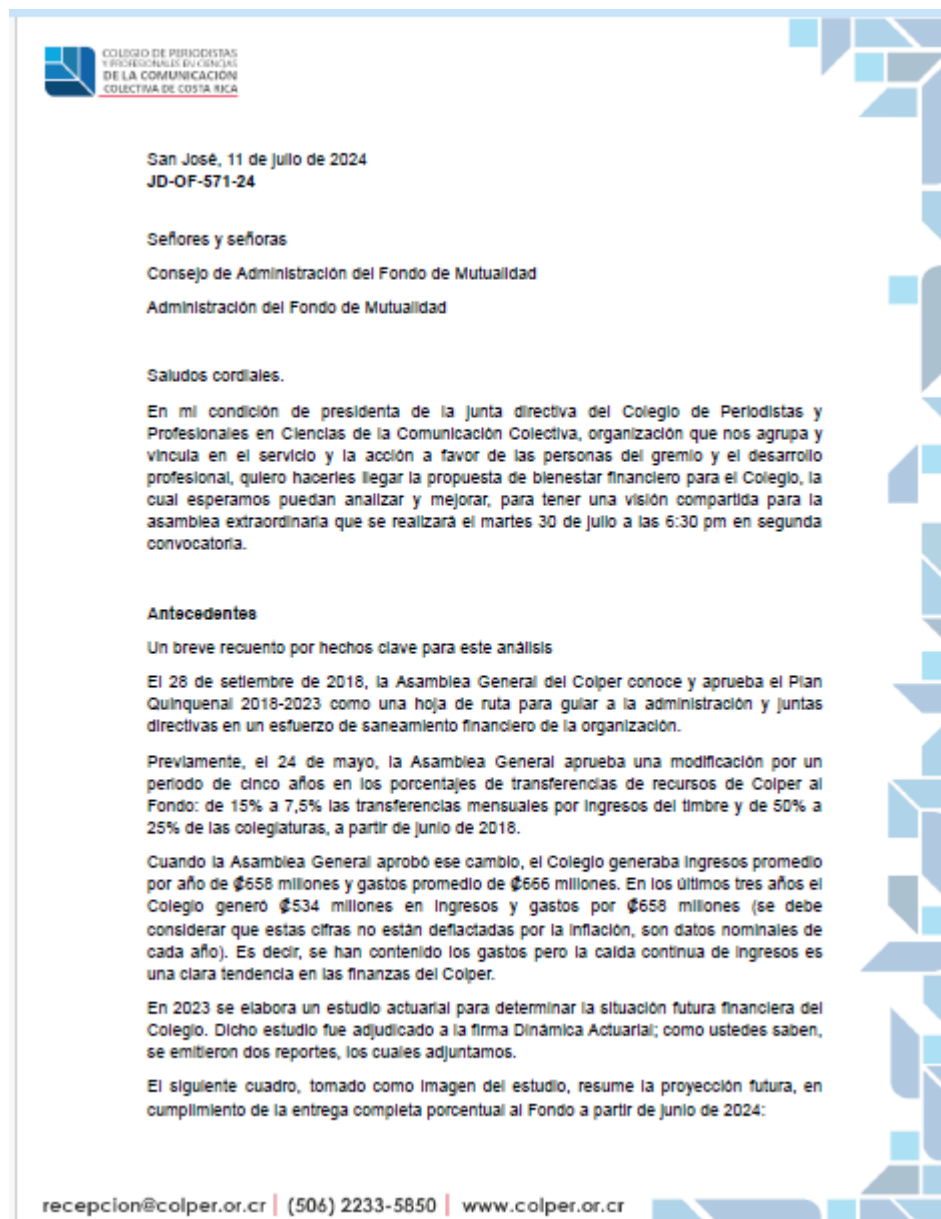 COLEGIO DE PERIODISTAS
Y PROFESIONALES EN CIENCIAS
DE LA COMUNICACIÓN
COLECTIVA DE COSTA RICA
San José, 11 de julio de 2024
JD-OF-571-24
Señores y señoras
Consejo de Administración del Fondo de Mutualidad
Administración del Fondo de Mutualidad
Saludos cordiales.
En mi condición de presidenta de la junta directiva del Colegio de Periodistas y
Profesionales en Ciencias de la Comunicación Colectiva, organización que nos agrupa y
vincula en el servicio y la acción a favor de las personas del gremio y el desarrollo
profesional, quiero hacerles llegar la propuesta de bienestar financiero para el Colegio, la
cual esperamos puedan analizar y mejorar, para tener una visión compartida para la
asamblea extraordinaria que se realizará el martes 30 de julio a las 6:30 pm en segunda
convocatoria.
Antecedentes
Un breve recuento por hechos clave para este análisis
El 28 de setiembre de 2018, la Asamblea General del Colper conoce y aprueba el Plan
Quinquenal 2018-2023 como una hoja de ruta para guiar a la administración y juntas
directivas en un esfuerzo de saneamiento financiero de la organización.
Previamente, el 24 de mayo, la Asamblea General aprueba una modificación por un
periodo de cinco años en los porcentajes de transferencias de recursos de Colper al
Fondo: de 15% a 7,5% las transferencias mensuales por ingresos del timbre y de 50% a
25% de las colegiaturas, a partir de junio de 2018.
Cuando la Asamblea General aprobó ese cambio, el Colegio generaba ingresos promedio
por año de ₡658 millones y gastos promedio de ₡666 millones. En los últimos tres años el
Colegio generó ₡534 millones en ingresos y gastos por ₡658 millones (se debe
considerar que estas cifras no están deflactadas por la inflación, son datos nominales de
cada año). Es decir, se han contenido los gastos pero la caída continua de ingresos es
una clara tendencia en las finanzas del Colper.
En 2023 se elabora un estudio actuarial para determinar la situación futura financiera del
Colegio. Dicho estudio fue adjudicado a la firma Dinámica Actuarial; como ustedes saben,
se emitieron dos reportes, los cuales adjuntamos.
El siguiente cuadro, tomado como imagen del estudio, resume la proyección futura, en
cumplimiento de la entrega completa porcentual al Fondo a partir de junio de 2024:
recepcion@colper.or.cr | (506) 2233-5850 | www.colper.or.cr